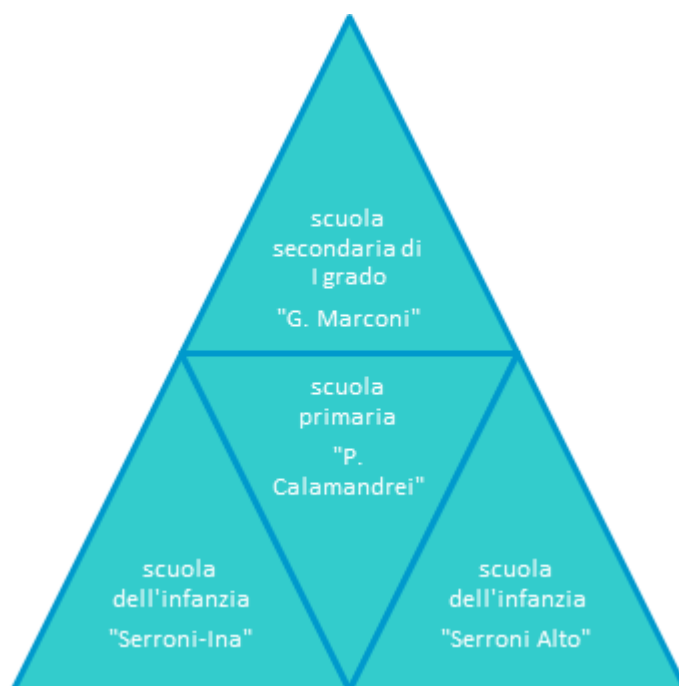 scuola
secondaria di
I grado
"G. Marconi"
scuola
primaria
"P.
Calamandrei"
scuola
dell'infanzia
"Serroni-Ina"
scuola
dell'infanzia
"Serroni Alto"